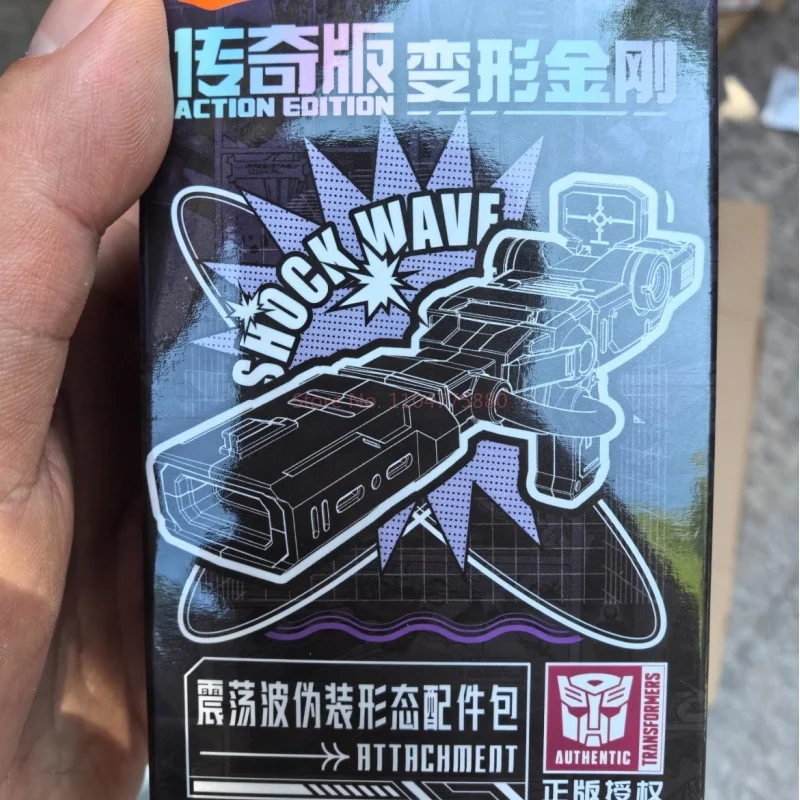 传奇版 变形金刚
ACTION EDITION
SHOCK WAVE
震荡波伪装形态配件包
ATTACHMENT
AUTHENTIC
TRANSFORMERS
正版授权